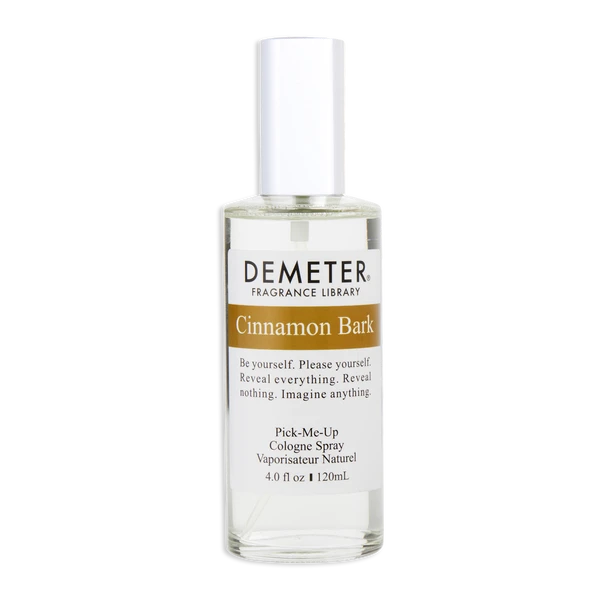 DEMETER®
FRAGRANCE LIBRARY
Cinnamon Bark
Be yourself. Please yourself.
Reveal everything. Reveal
nothing. Imagine anything.
Pick-Me-Up
Cologne Spray
Vaporisateur Naturel
4.0 fl oz ▮ 120mL